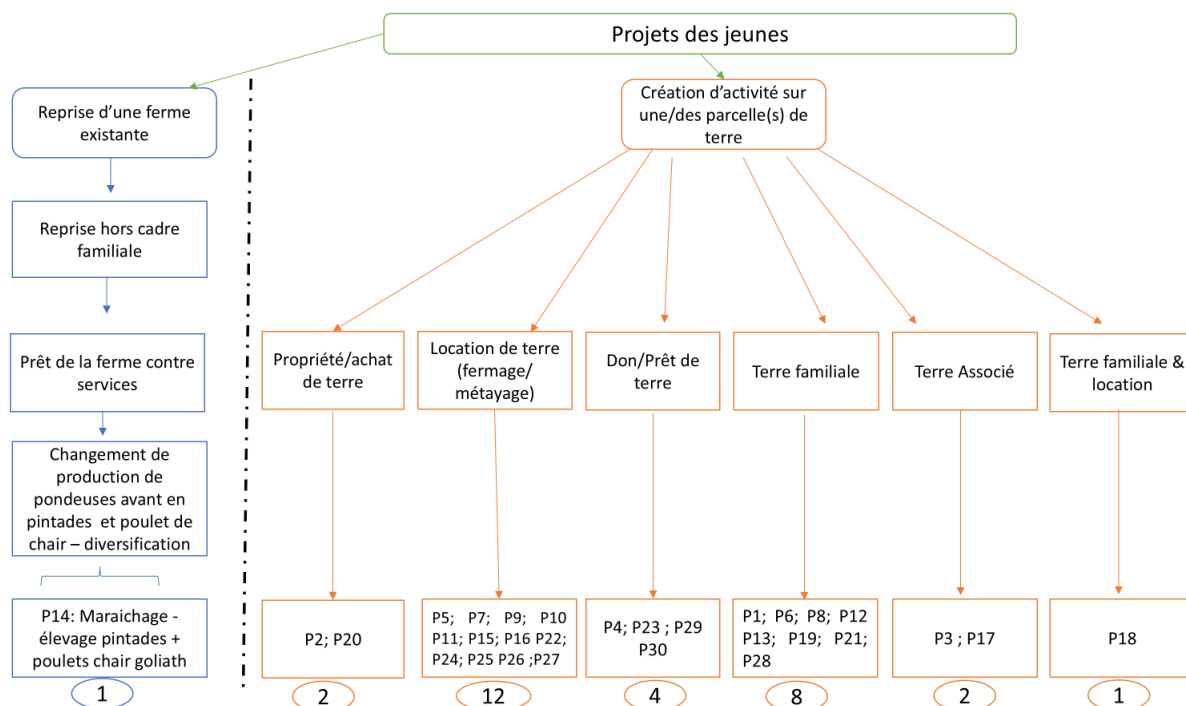 Projets des jeunes
Reprise d'une ferme
existante
Reprise hors cadre
familiale
Prêt de la ferme contre
services
Changement de
production de
pondeuses avant en
pintades et poulet de
chair – diversification
P14: Maraichage -
élevage pintades +
poulets chair goliath
1
Création d'activité sur
une/des parcelle(s) de
terre
Propriété/achat
de terre
P2; P20
2
Location de terre
(fermage/
métayage)
P5; P7; P9; P10
P11; P15; P16 P22;
P24; P25 P26 ;P27
12
Don/Prêt de
terre
P4; P23 ; P29
P30
4
Terre familiale
P1; P6; P8; P12
P13; P19; P21;
P28
8
Terre Associé
P3 ; P17
2
Terre familiale &
location
P18
1